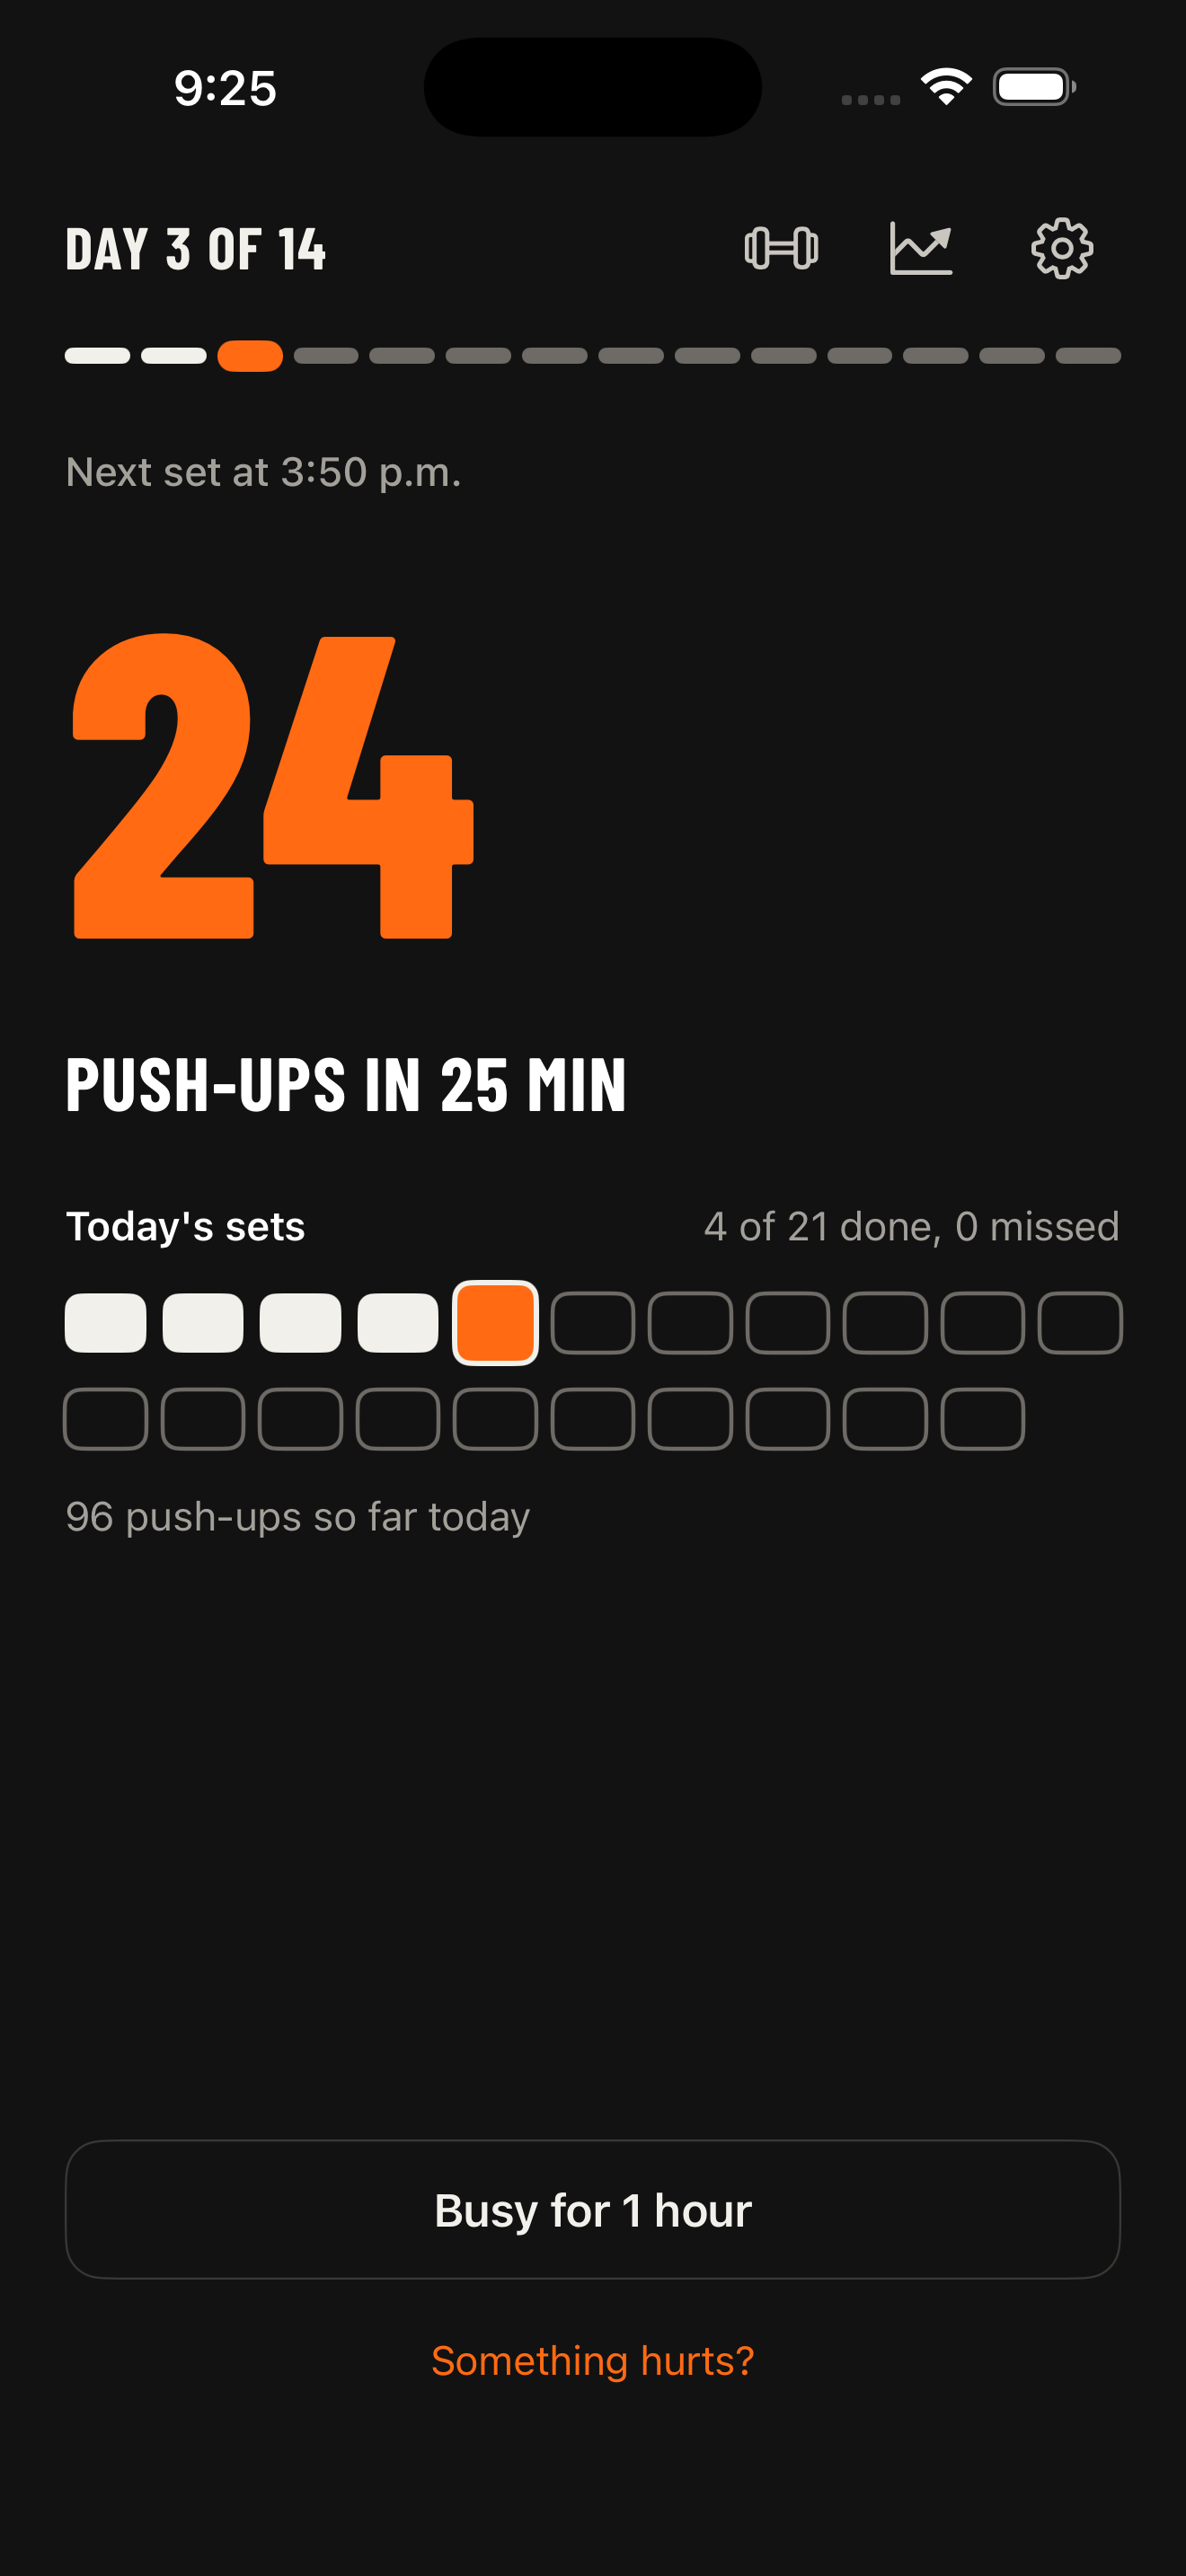 9:25
DAY 3 OF 14
Next set at 3:50 p.m.
24
PUSH-UPS IN 25 MIN
Today's sets 4 of 21 done, 0 missed
96 push-ups so far today
Busy for 1 hour
Something hurts?